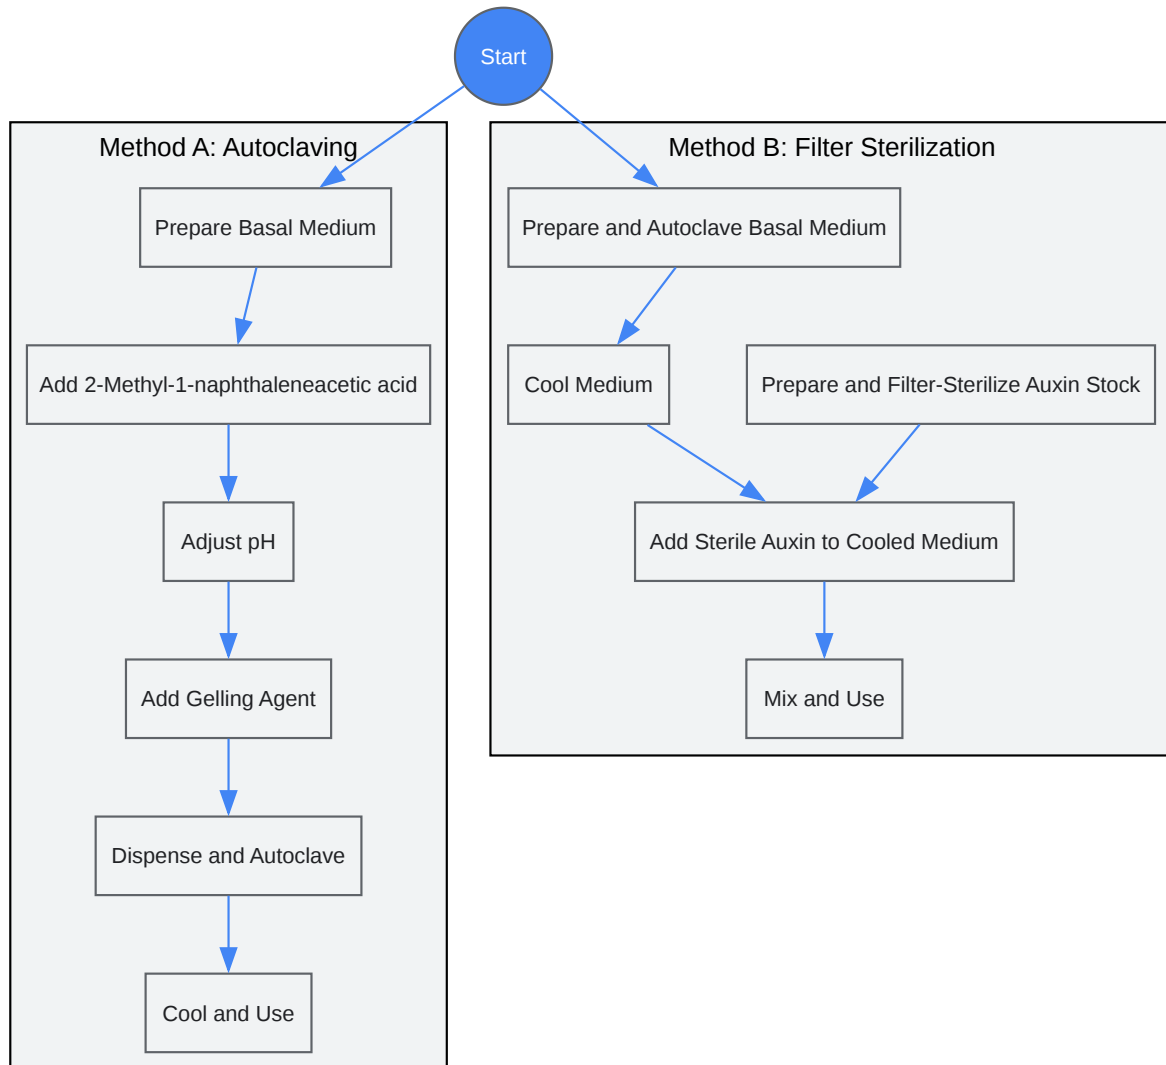 Start
Method A: Autoclaving
Prepare Basal Medium
Add 2-Methyl-1-naphthaleneacetic acid
Adjust pH
Add Gelling Agent
Dispense and Autoclave
Cool and Use
Method B: Filter Sterilization
Prepare and Autoclave Basal Medium
Cool Medium
Prepare and Filter-Sterilize Auxin Stock
Add Sterile Auxin to Cooled Medium
Mix and Use